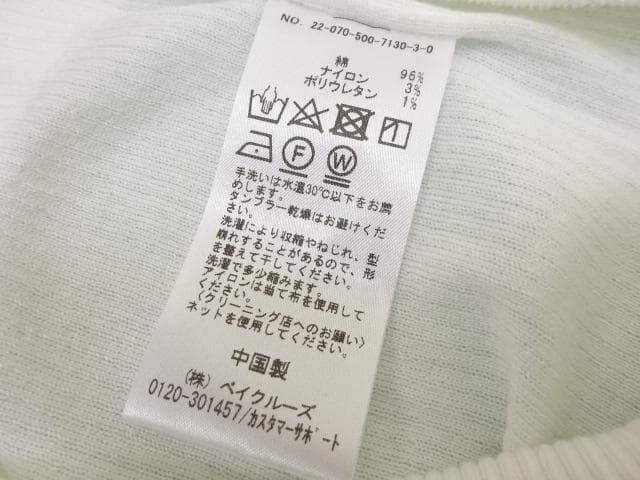 NO. 22-070-500-7130-3-0
綿 96%
ナイロン 3%
ポリウレタン 1%
F W
手洗いは水温30℃以下をお薦
めします。
タンブラー乾燥はお避けくだ
さい。
洗濯により収縮やねじれ、型
崩れすることがあるので、形
を整えて干してください。
洗濯で多少縮みます。
アイロンは当て布を使用して
ください。
〈クリーニング店へのお願い〉
ネットを使用してください。
中国製
(株) ベイクルーズ
0120-301457/カスタマーサポート